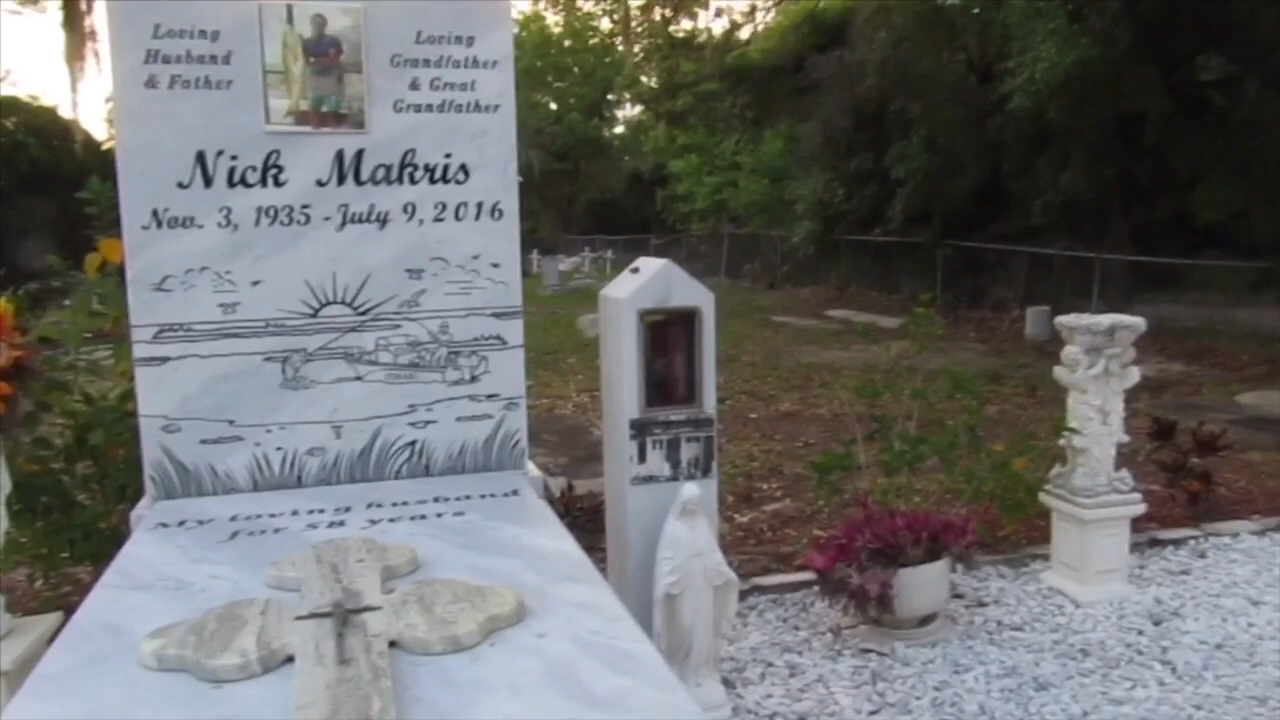 Loving
Husband
& Father
Loving
Grandfather
& Great
Grandfather
Nick Makris
Nov. 3, 1935 - July 9, 2016
My loving husband
for 58 years